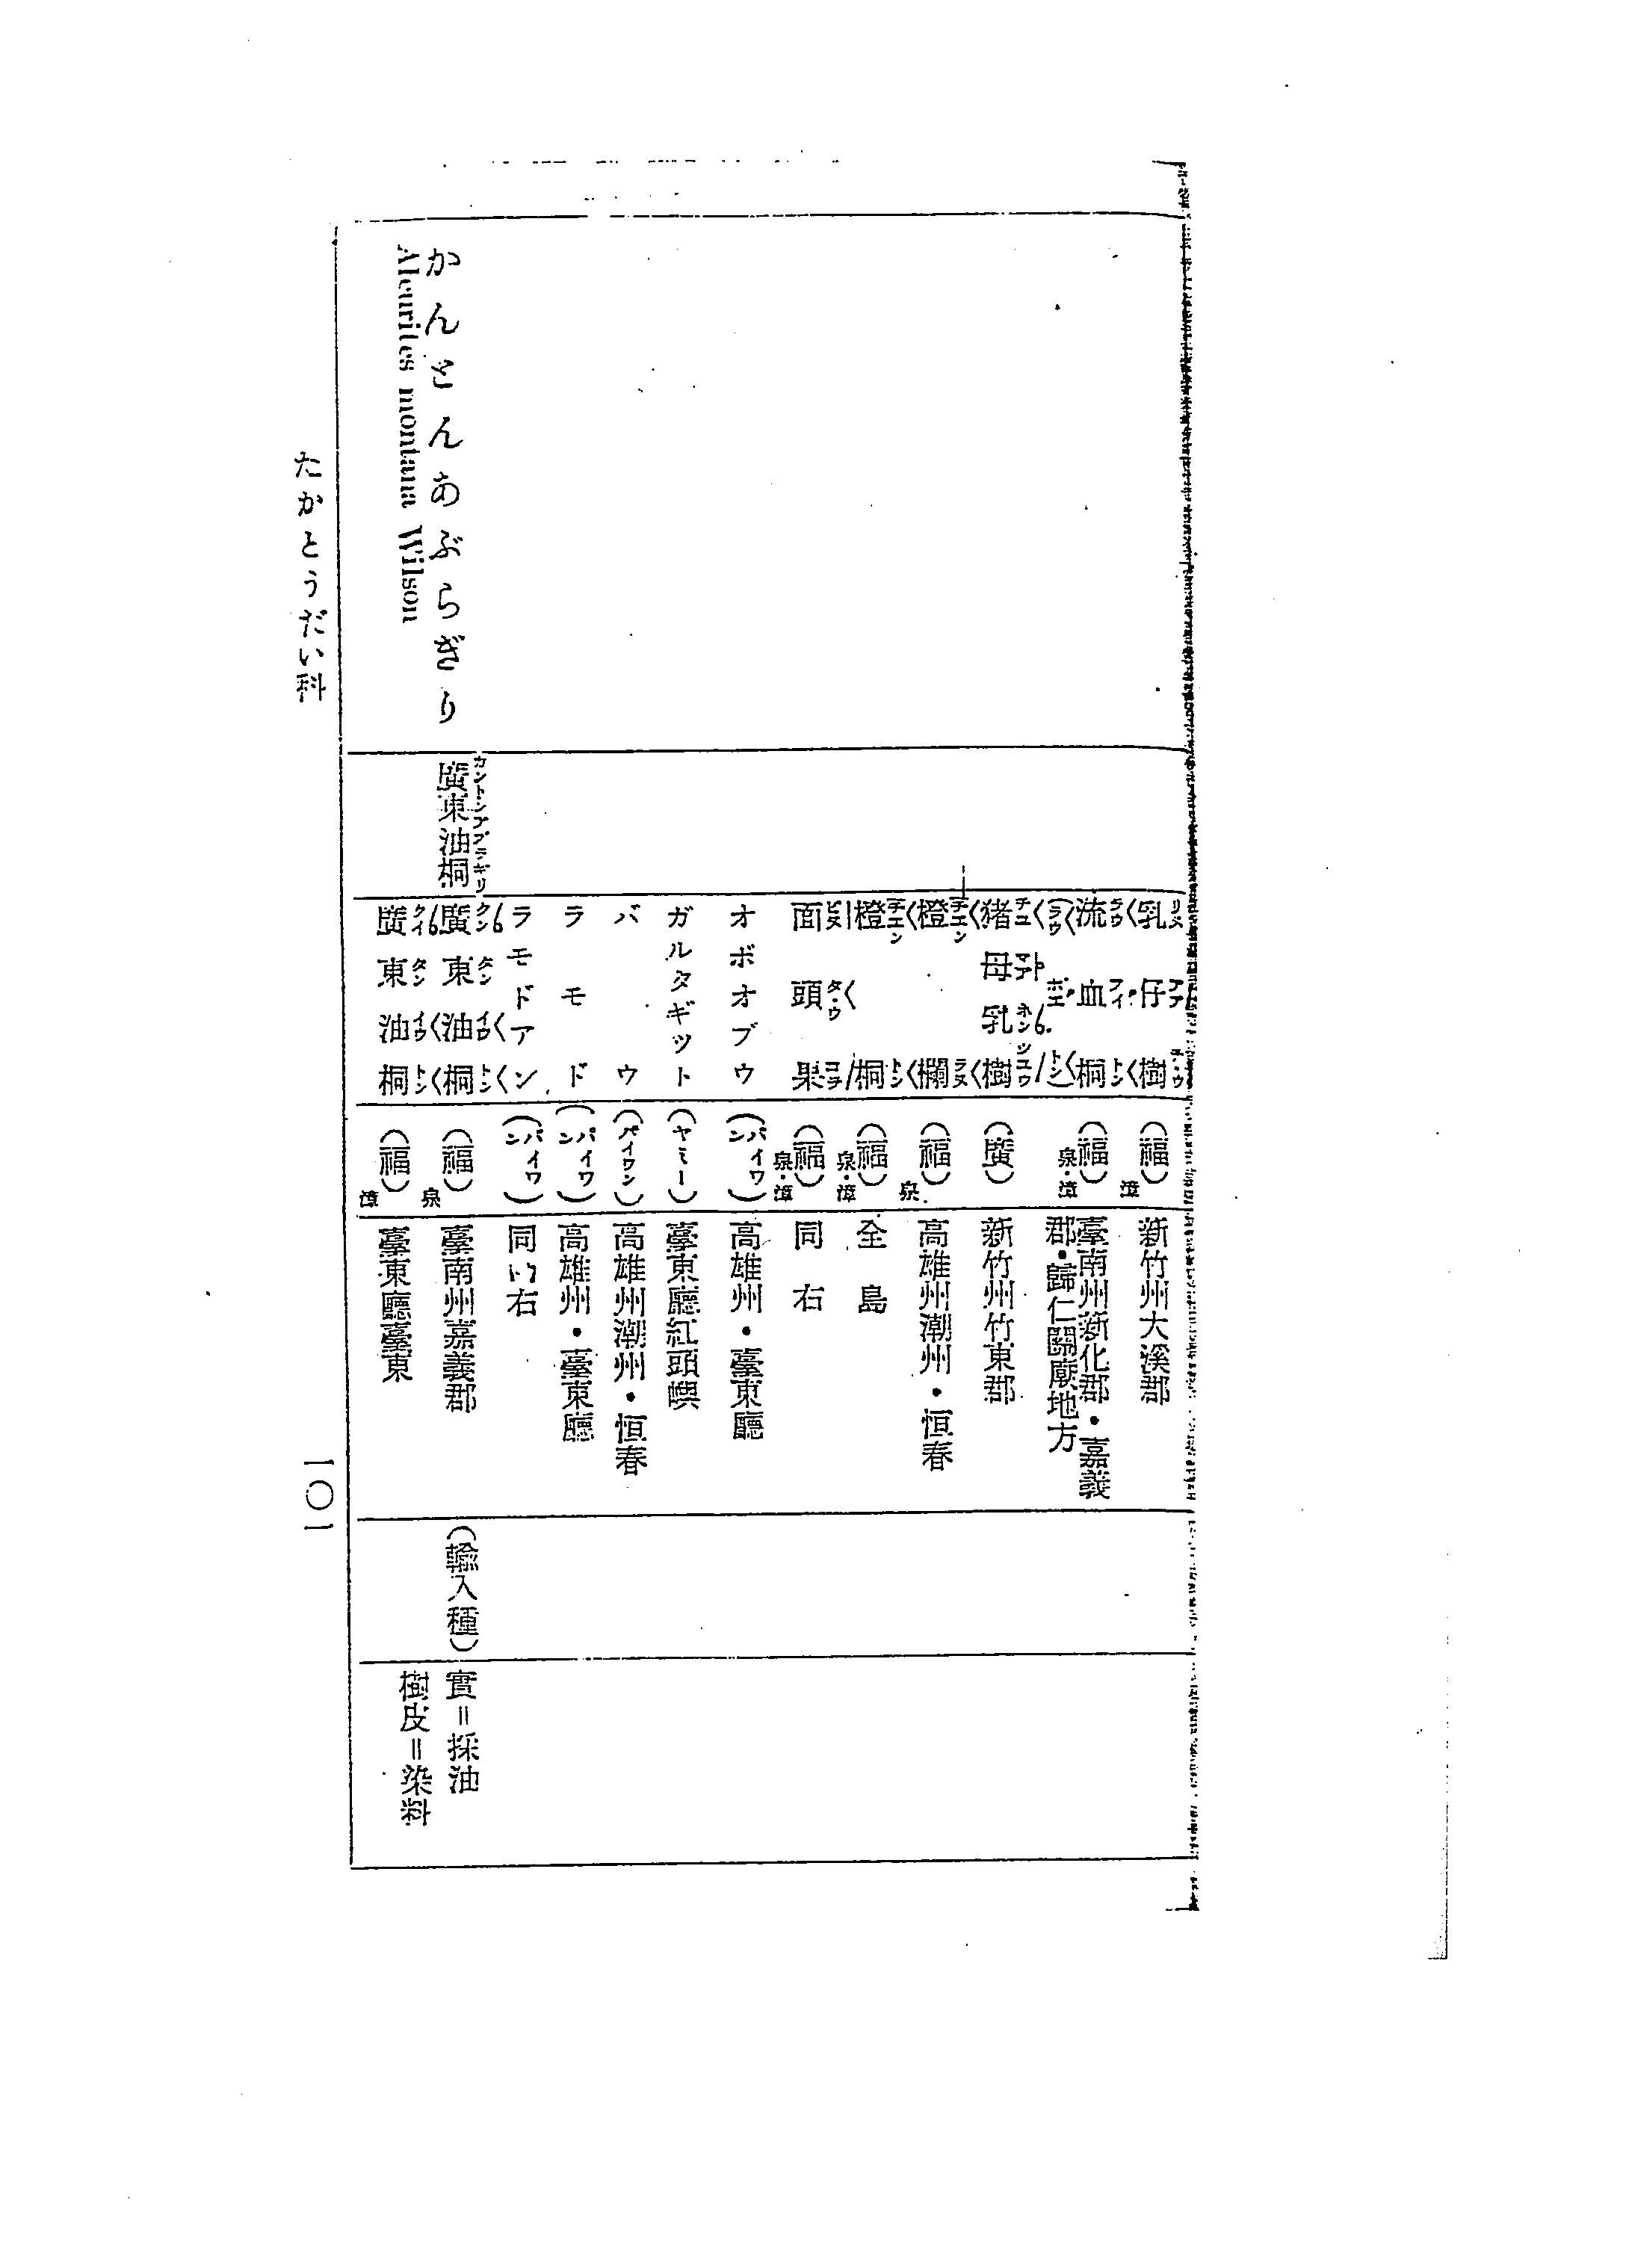 乳仔樹 (福)漳 新竹州大溪郡
流血桐 (福)泉・漳 臺南州新化郡・嘉義
郡・歸仁關廟地方
猪母乳樹 (廣) 新竹州竹東郡
橙欄 (福)泉 高雄州潮州・恒春
橙桐 (福)泉・漳 全島
面頭果 (福)泉・漳 同右
オボオブウ (パイワン) 高雄州・臺東廳
ガルタギツト (ヤミー) 臺東廳紅頭嶼
バウ (パイワン) 高雄州潮州・恒春
ラモド (パイワン) 高雄州・臺東廳
ラモドアン (パイワン) 同右
かんとんあぶらぎり
Aleurites montana Wilson
カントンアブラギリ
廣東油桐
廣東油桐 (福)泉 臺南州嘉義郡
廣東油桐 (福)漳 臺東廳臺東
(輸入種)
實=採油
樹皮=染料
たかとうだい科
一〇一